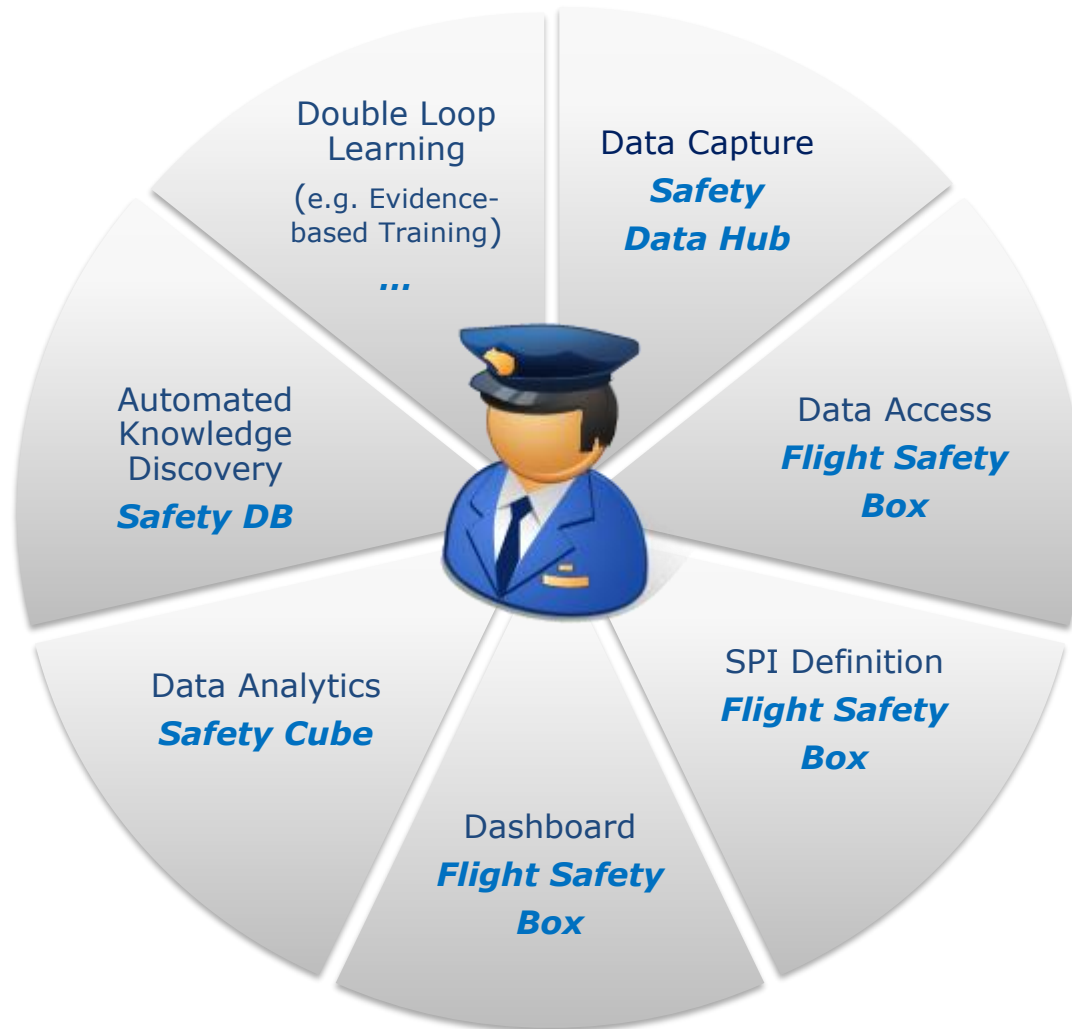 Double Loop
Learning
(e.g. Evidence-
based Training)
...
Data Capture
Safety
Data Hub
Data Access
Flight Safety
Box
SPI Definition
Flight Safety
Box
Dashboard
Flight Safety
Box
Data Analytics
Safety Cube
Automated
Knowledge
Discovery
Safety DB